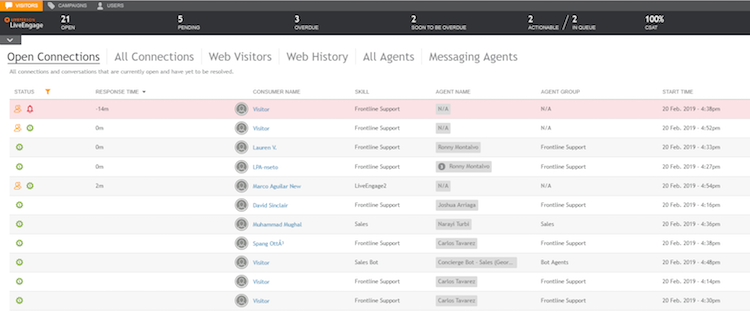 VISITORS CAMPAIGNS USERS
LIVEPERSON
LiveEngage
21 5 3 2 2 / 2 100%
OPEN PENDING OVERDUE SOON TO BE OVERDUE ACTIONABLE IN QUEUE CSAT
Open Connections All Connections Web Visitors Web History All Agents Messaging Agents
All connections and conversations that are currently open and have yet to be resolved.
STATUS RESPONSE TIME CONSUMER NAME SKILL AGENT NAME AGENT GROUP START TIME
-14m Visitor Frontline Support N/A N/A 20 Feb. 2019 - 4:38pm
0m Visitor Frontline Support N/A N/A 20 Feb. 2019 - 4:52pm
0m Lauren V. Frontline Support Ronny Montalvo Frontline Support 20 Feb. 2019 - 4:33pm
0m LPA-mmto Frontline Support Ronny Montalvo Frontline Support 20 Feb. 2019 - 4:27pm
2m Marco Aguilar New LiveEngage2 N/A N/A 20 Feb. 2019 - 4:54pm
David Sinclair Frontline Support Joshua Arriaga Frontline Support 20 Feb. 2019 - 4:16pm
Muhammad Mughal Sales Narayi Sutti Sales 20 Feb. 2019 - 4:36pm
Spang OttÃ³ Frontline Support Carlos Tavarez Frontline Support 20 Feb. 2019 - 4:38pm
Visitor Sales Bot Concierge Bot - Sales (Geor... Bot Agents 20 Feb. 2019 - 4:48pm
Visitor Frontline Support Carlos Tavarez Frontline Support 20 Feb. 2019 - 4:14pm
Visitor Frontline Support Carlos Tavarez Frontline Support 20 Feb. 2019 - 4:30pm